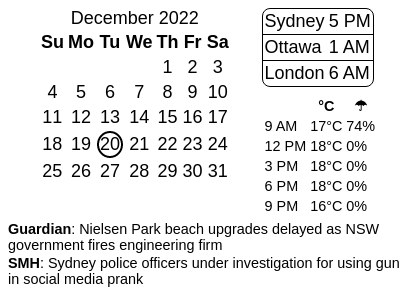 December 2022
Su Mo Tu We Th Fr Sa
1 2 3
4 5 6 7 8 9 10
11 12 13 14 15 16 17
18 19 20 21 22 23 24
25 26 27 28 29 30 31
Sydney 5 PM
Ottawa 1 AM
London 6 AM
°C ☂
9 AM 17°C 74%
12 PM 18°C 0%
3 PM 18°C 0%
6 PM 18°C 0%
9 PM 16°C 0%
Guardian: Nielsen Park beach upgrades delayed as NSW
government fires engineering firm
SMH: Sydney police officers under investigation for using gun
in social media prank